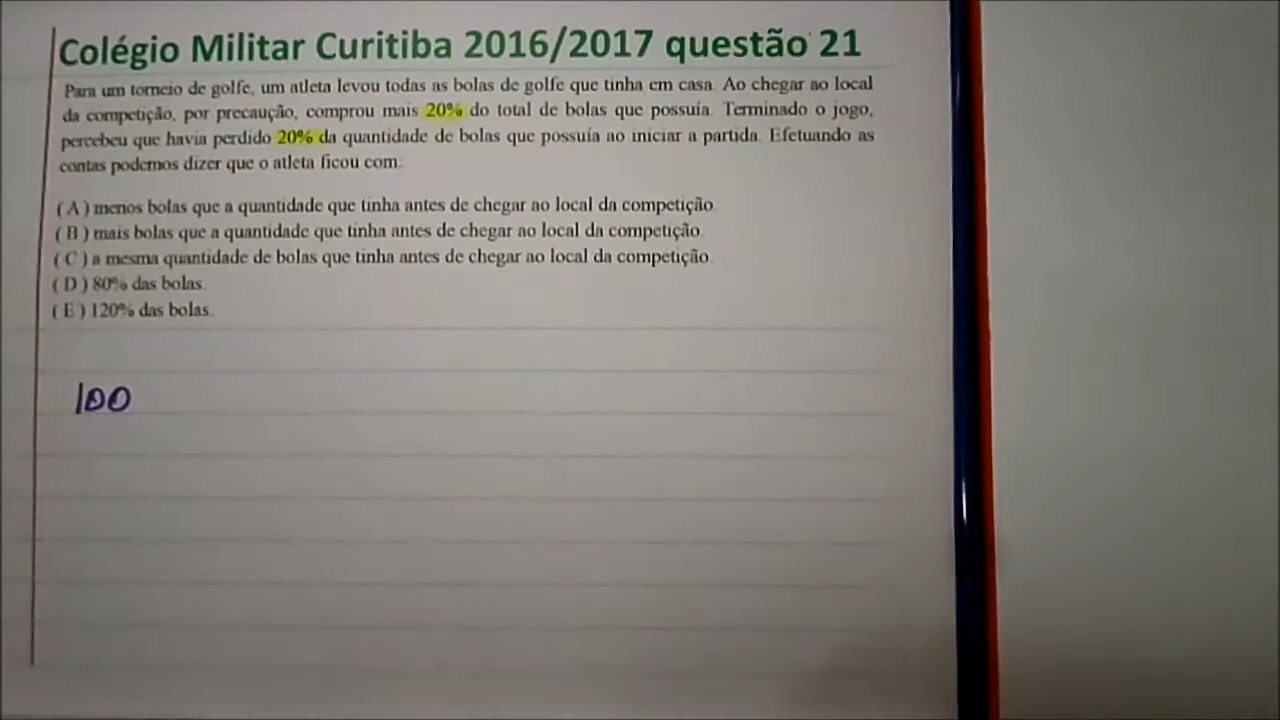 Colégio Militar Curitiba 2016/2017 questão 21
Para um torneio de golfe, um atleta levou todas as bolas de golfe que tinha em casa. Ao chegar ao local
da competição, por precaução, comprou mais 20% do total de bolas que possuía. Terminado o jogo,
percebeu que havia perdido 20% da quantidade de bolas que possuía ao iniciar a partida. Efetuando as
contas podemos dizer que o atleta ficou com:
( A ) menos bolas que a quantidade que tinha antes de chegar ao local da competição.
( B ) mais bolas que a quantidade que tinha antes de chegar ao local da competição.
( C ) a mesma quantidade de bolas que tinha antes de chegar ao local da competição.
( D ) 80% das bolas.
( E ) 120% das bolas.
100